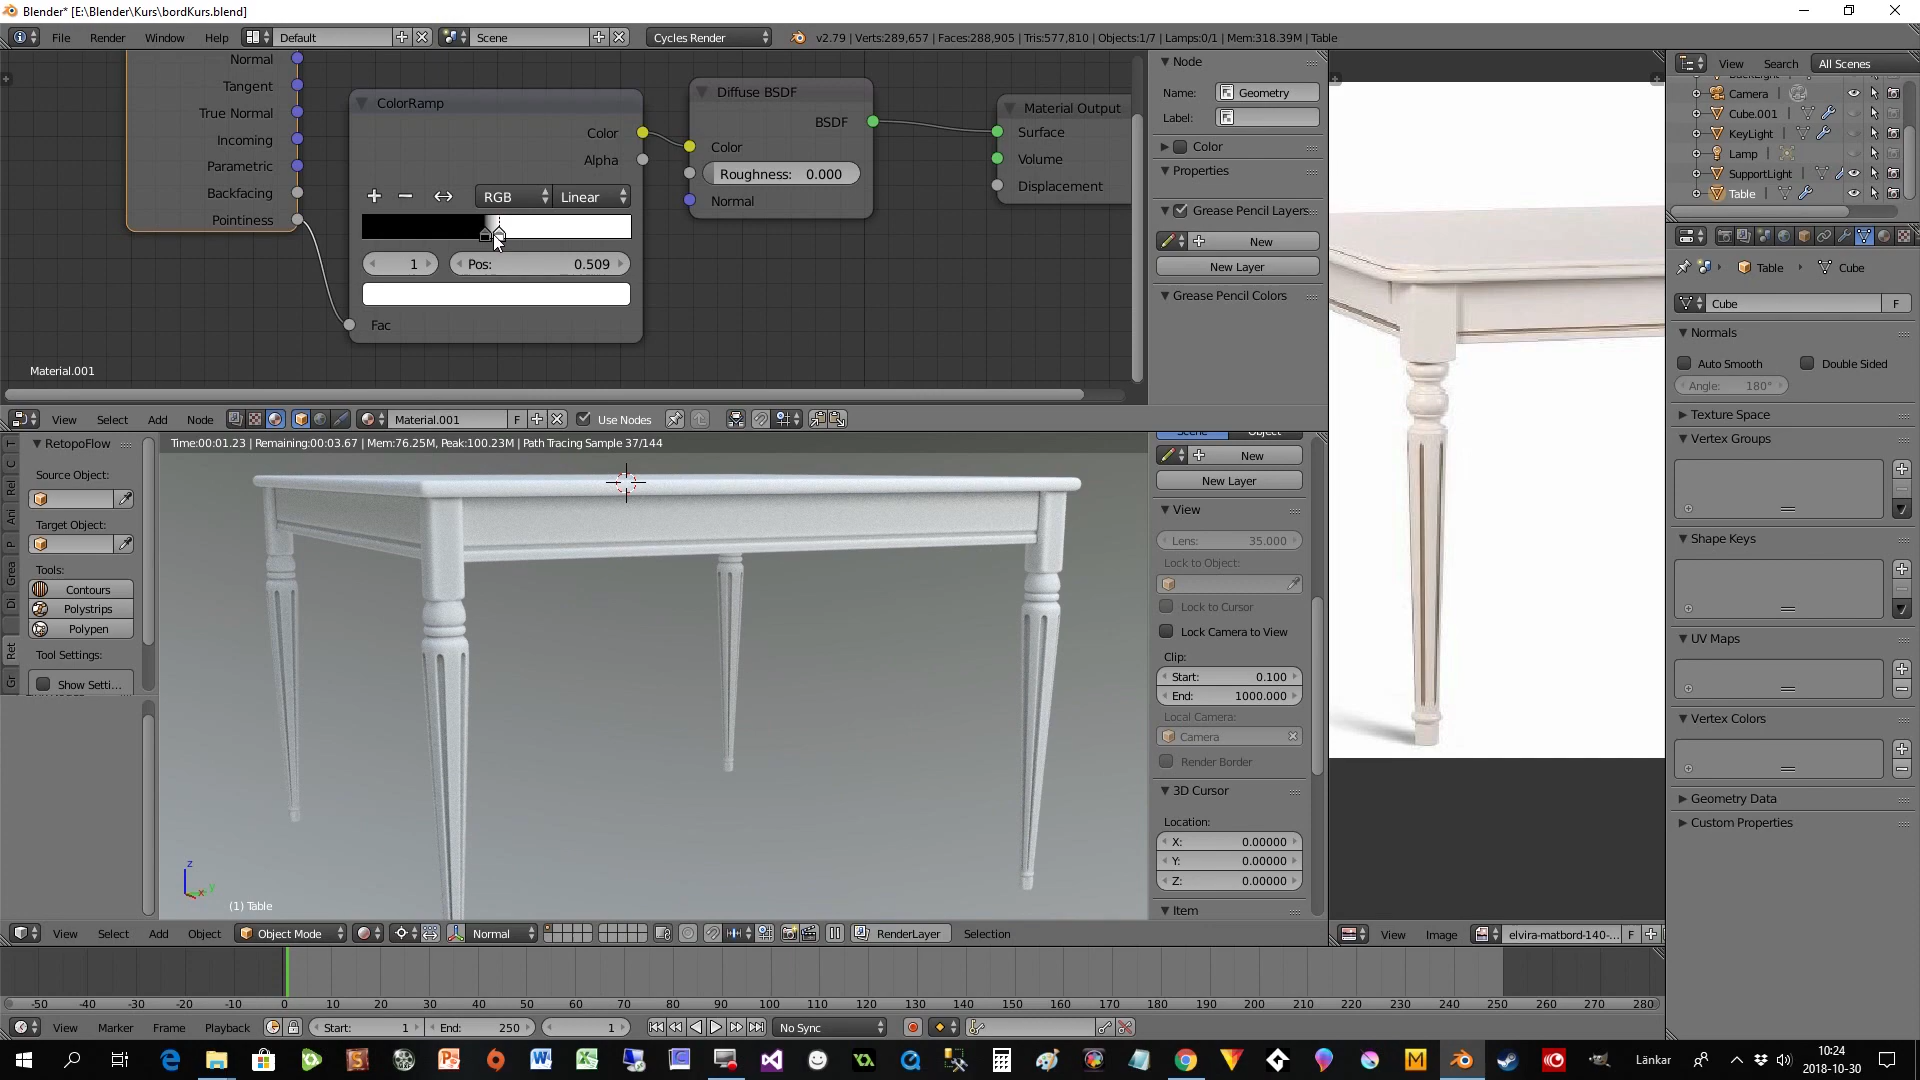 Blender* [E:\Blender\Kurs\bordKurs.blend]
File Render Window Help Default Scene Cycles Render v2.79 | Verts:289,657 | Faces:288,905 | Tris:577,810 | Objects:1/7 | Lamps:0/1 | Mem:318.39M | Table
Normal
Tangent
True Normal
Incoming
Parametric
Backfacing
Pointiness
ColorRamp
Color
Alpha
RGB Linear
1 Pos: 0.509
Fac
Diffuse BSDF
BSDF
Color
Roughness: 0.000
Normal
Material Output
Surface
Volume
Displacement
Material.001
Node
Name: Geometry
Label:
Color
Properties
Grease Pencil Layers
New
New Layer
Grease Pencil Colors
View Select Add Node Material.001 F Use Nodes
RetopoFlow
Source Object:
Target Object:
Tools:
Contours
Polystrips
Polypen
Tool Settings:
Show Setti...
T
C
Rel
Ani
P
Grea
Di
Ret
Gr
Time:00:01.23 | Remaining:00:03.67 | Mem:76.25M, Peak:100.23M | Path Tracing Sample 37/144
z
y
x
(1) Table
Scene Object
New
New Layer
View
Lens: 35.000
Lock to Object:
Lock to Cursor
Lock Camera to View
Clip:
Start: 0.100
End: 1000.000
Local Camera:
Camera
Render Border
3D Cursor
Location:
X: 0.00000
Y: 0.00000
Z: 0.00000
Item
View Select Add Object Object Mode Normal RenderLayer Selection
View Image elvira-matbord-140-... F
View Search All Scenes
BackLight
Camera
Cube.001
KeyLight
Lamp
SupportLight
Table
Table Cube
Cube F
Normals
Auto Smooth Double Sided
Angle: 180°
Texture Space
Vertex Groups
Shape Keys
UV Maps
Vertex Colors
Geometry Data
Custom Properties
-50 -40 -30 -20 -10 0 10 20 30 40 50 60 70 80 90 100 110 120 130 140 150 160 170 180 190 200 210 220 230 240 250 260 270 280
View Marker Frame Playback Start: 1 End: 250 1 No Sync
Länkar
10:24
2018-10-30